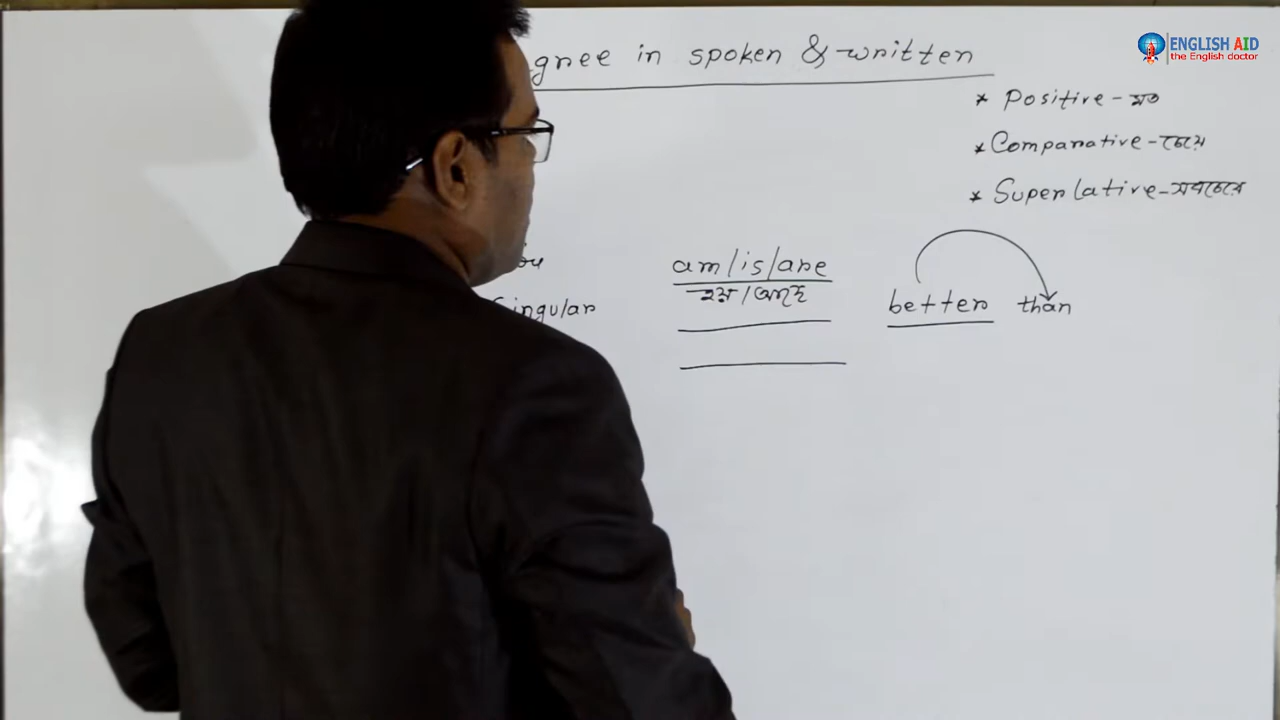 gree in spoken & written
ENGLISH AID
the English doctor
* Positive - মত
* Comparative - চেয়ে
* Superlative - সবচেয়ে
am/is/are
হয়/আছে
Singular
better than